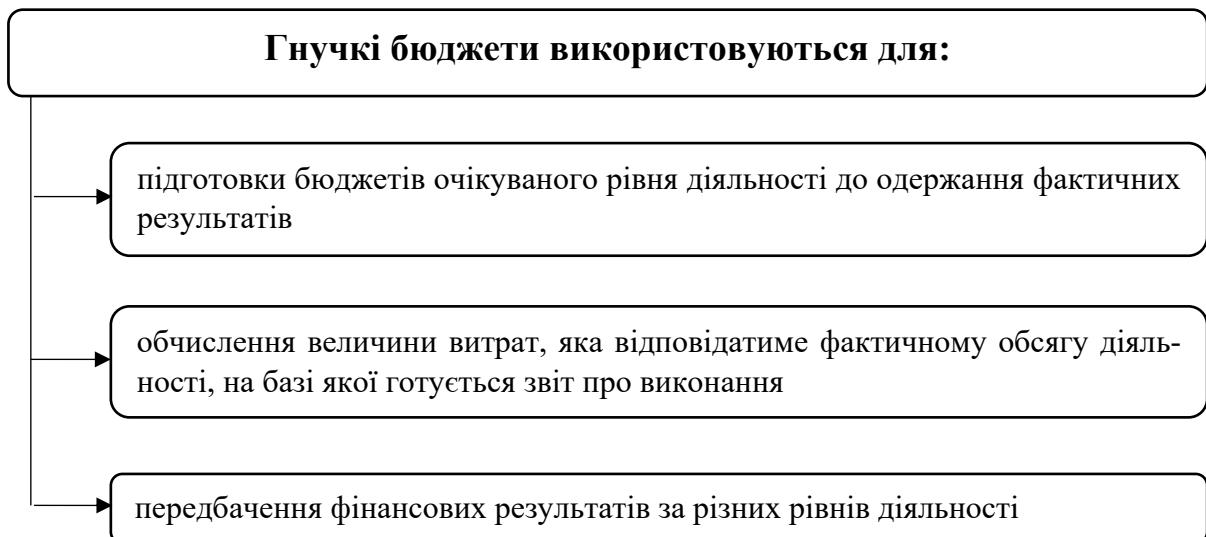 Гнучкі бюджети використовуються для:
підготовки бюджетів очікуваного рівня діяльності до одержання фактичних
результатів
обчислення величини витрат, яка відповідатиме фактичному обсягу діяль-
ності, на базі якої готується звіт про виконання
передбачення фінансових результатів за різних рівнів діяльності